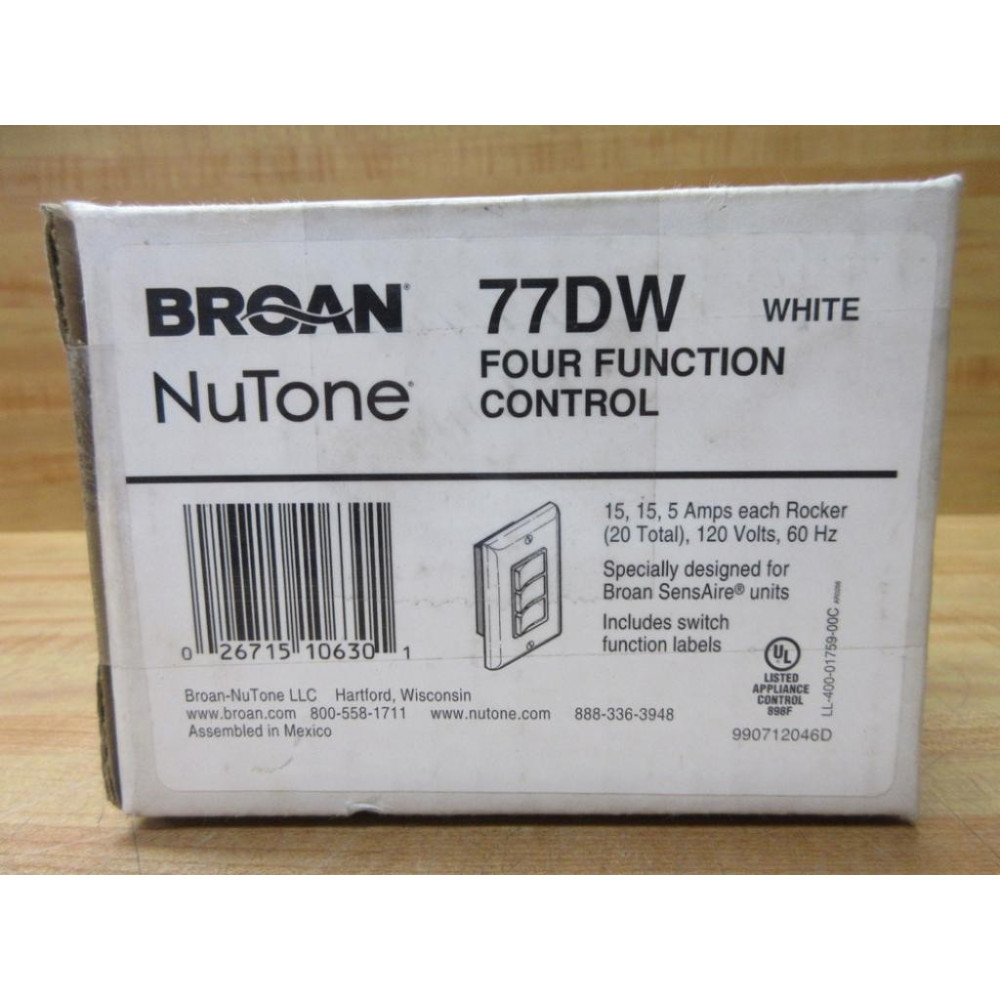 BROAN®
NuTone®
77DW WHITE
FOUR FUNCTION
CONTROL
15, 15, 5 Amps each Rocker
(20 Total), 120 Volts, 60 Hz
Specially designed for
Broan SensAire® units
Includes switch
function labels
0 26715 10630 1
Broan-NuTone LLC Hartford, Wisconsin
www.broan.com 800-558-1711 www.nutone.com 888-336-3948
Assembled in Mexico
UL
LISTED
APPLIANCE
CONTROL
898F
990712046D
LL-400-01759-00C